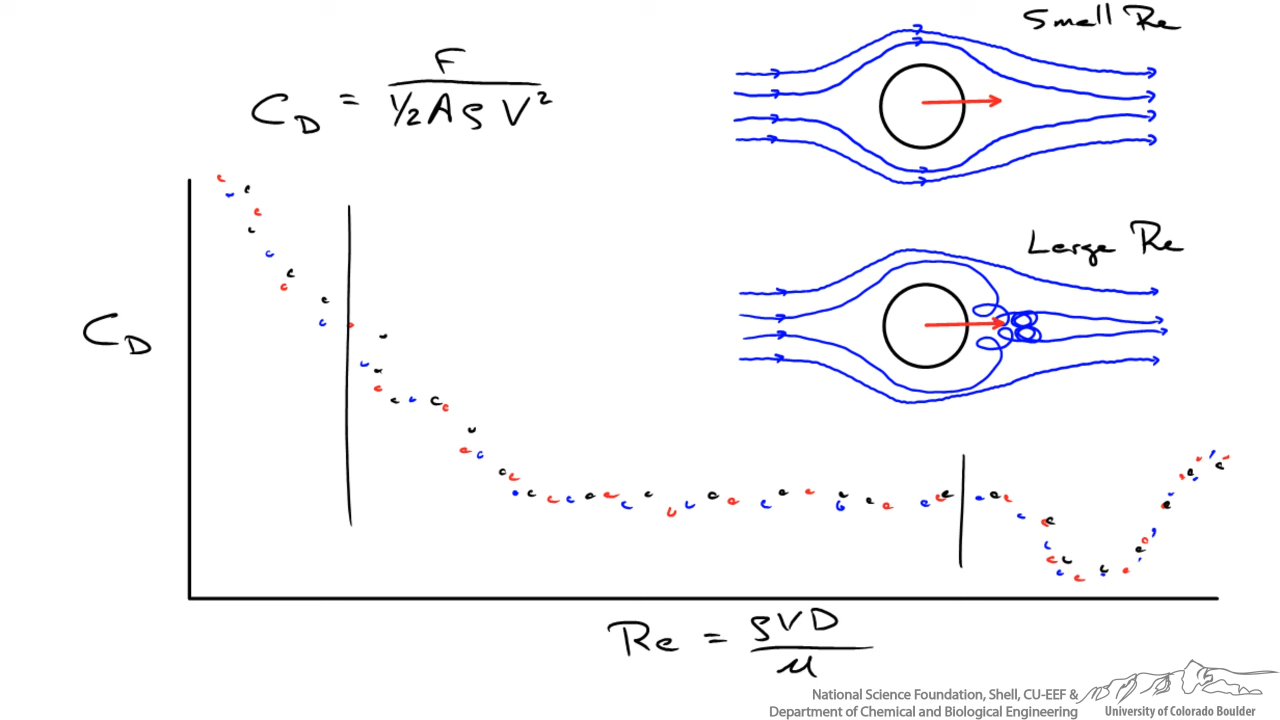 Small Re
C_D = F / ½ A ρ V²
Large Re
C_D
Re = ρVD / μ
National Science Foundation, Shell, CU-EEF &
Department of Chemical and Biological Engineering
University of Colorado Boulder